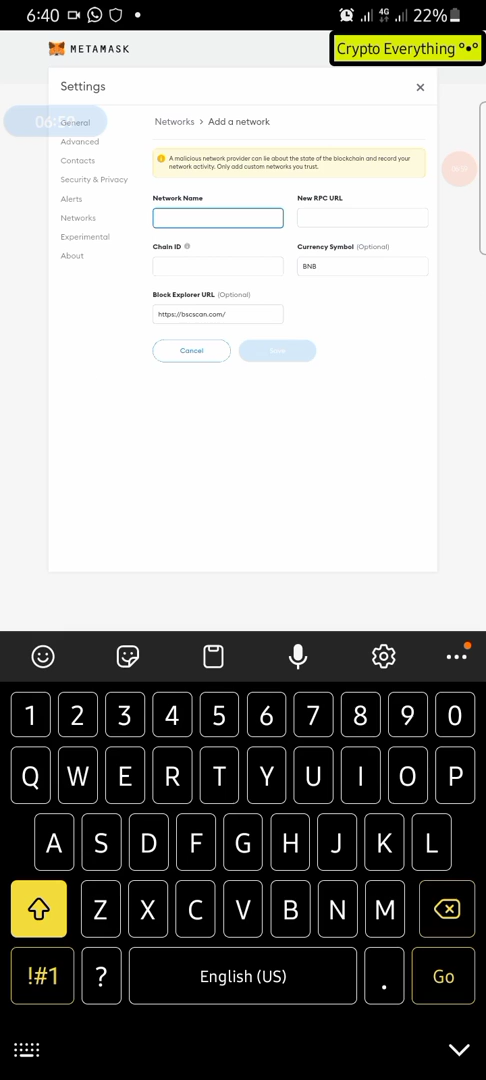 6:40
4G
22%
METAMASK
Crypto Everything °•°
Settings
General
Advanced
Contacts
Security & Privacy
Alerts
Networks
Experimental
About
Networks > Add a network
A malicious network provider can lie about the state of the blockchain and record your
network activity. Only add custom networks you trust.
Network Name
New RPC URL
Chain ID
Currency Symbol (Optional)
BNB
Block Explorer URL (Optional)
https://bscscan.com/
Cancel
Save
1 2 3 4 5 6 7 8 9 0
Q W E R T Y U I O P
A S D F G H J K L
Z X C V B N M
!#1 ? English (US) . Go